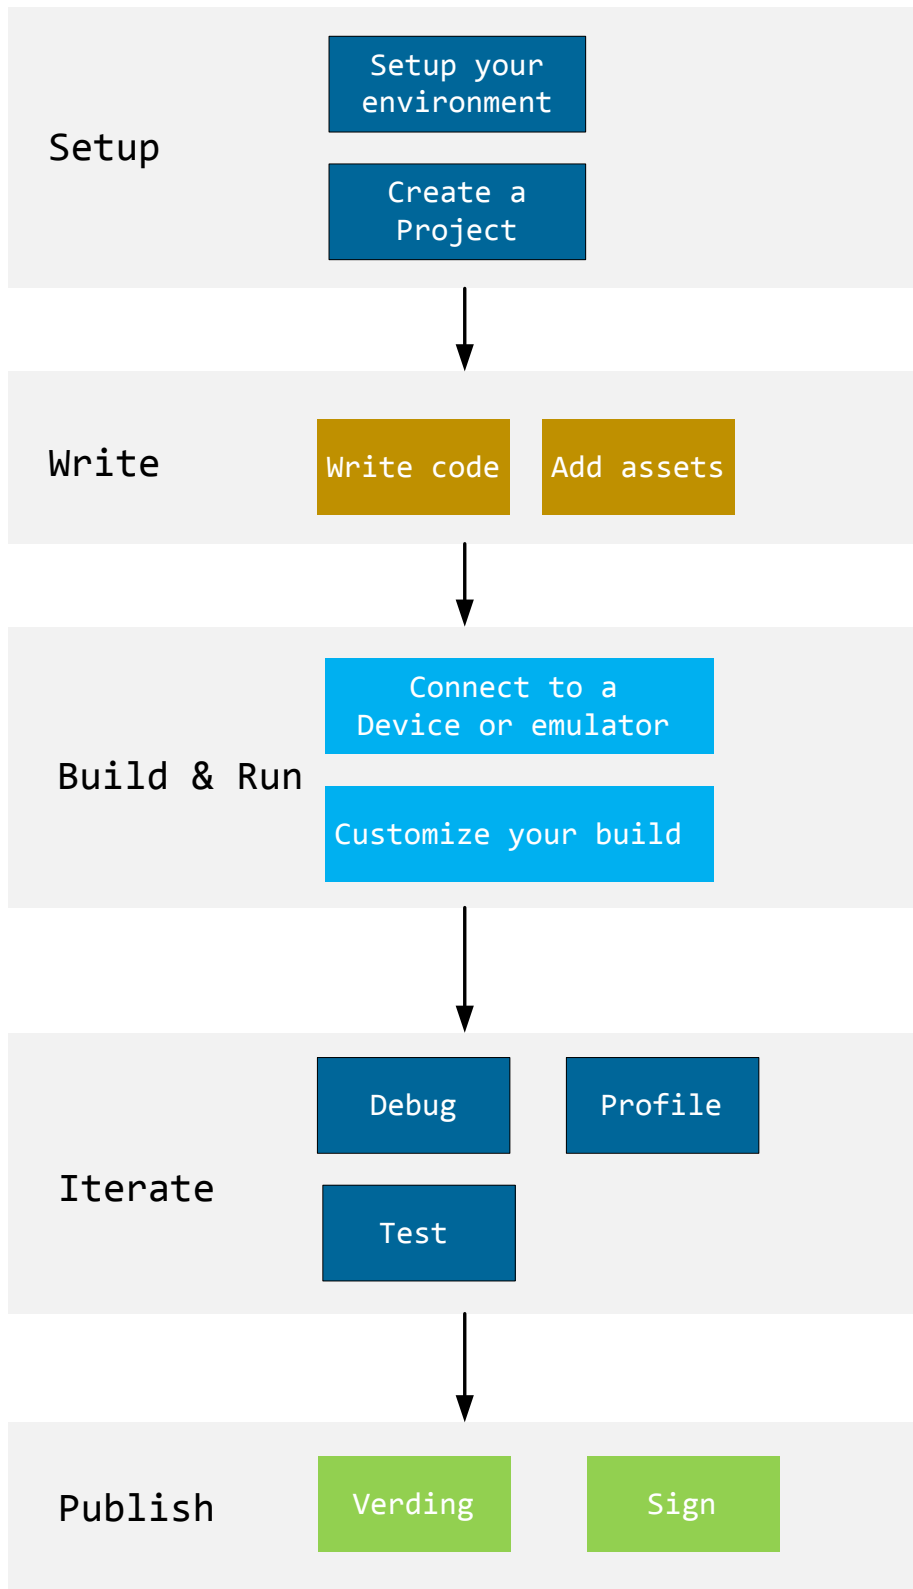 Setup
Setup your
environment
Create a
Project
Write
Write code
Add assets
Build & Run
Connect to a
Device or emulator
Customize your build
Iterate
Debug
Profile
Test
Publish
Verding
Sign